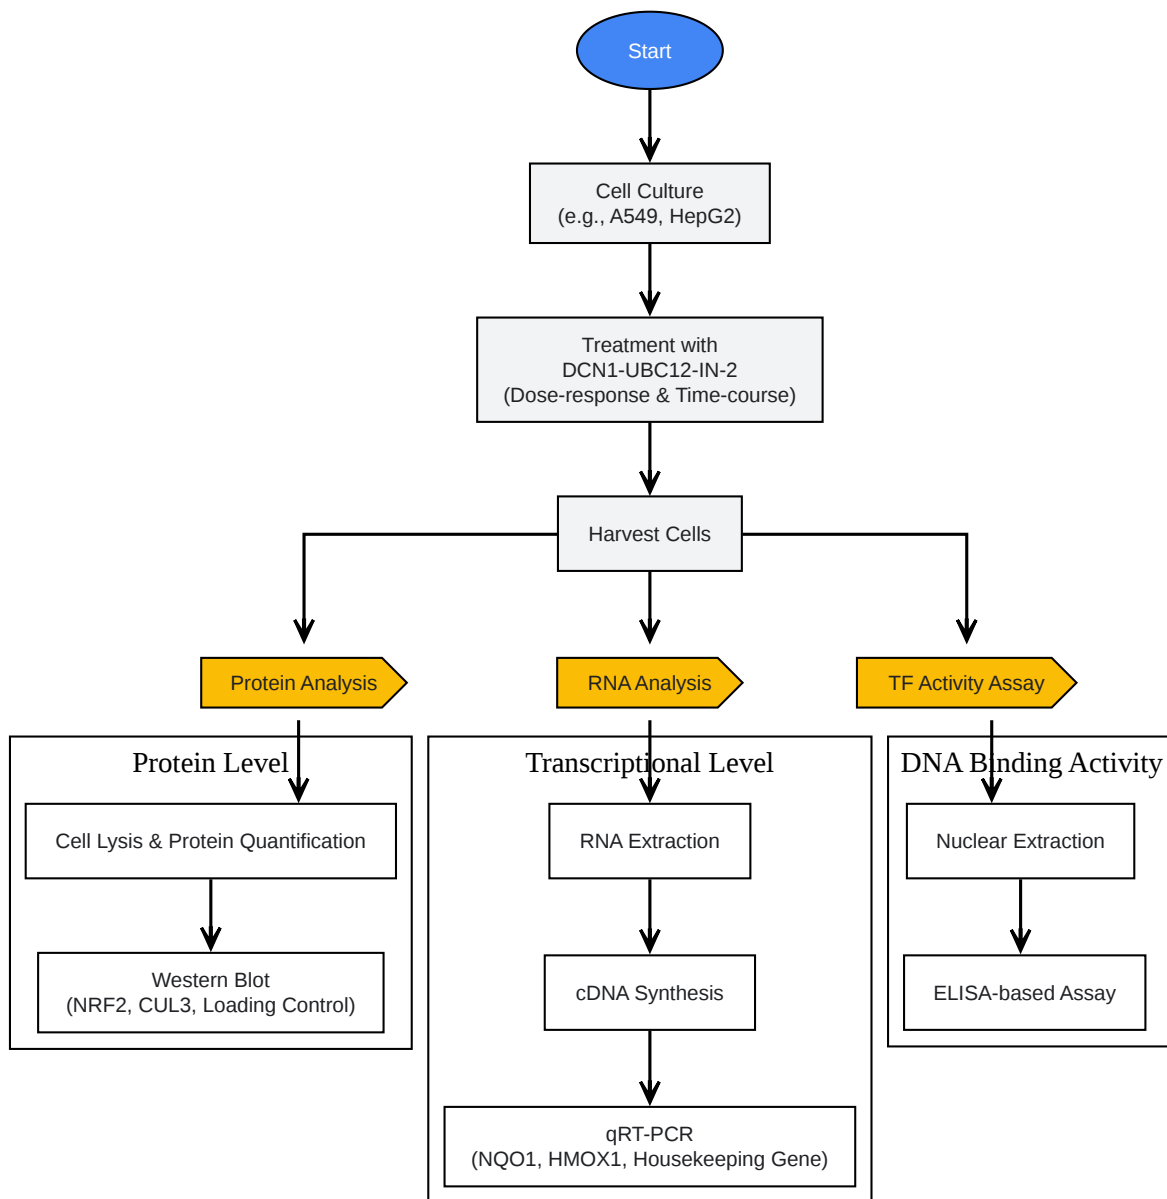 Start
Cell Culture
(e.g., A549, HepG2)
Treatment with
DCN1-UBC12-IN-2
(Dose-response & Time-course)
Harvest Cells
Protein Analysis
RNA Analysis
TF Activity Assay
Protein Level
Transcriptional Level
DNA Binding Activity
Cell Lysis & Protein Quantification
RNA Extraction
Nuclear Extraction
Western Blot
(NRF2, CUL3, Loading Control)
cDNA Synthesis
ELISA-based Assay
qRT-PCR
(NQO1, HMOX1, Housekeeping Gene)